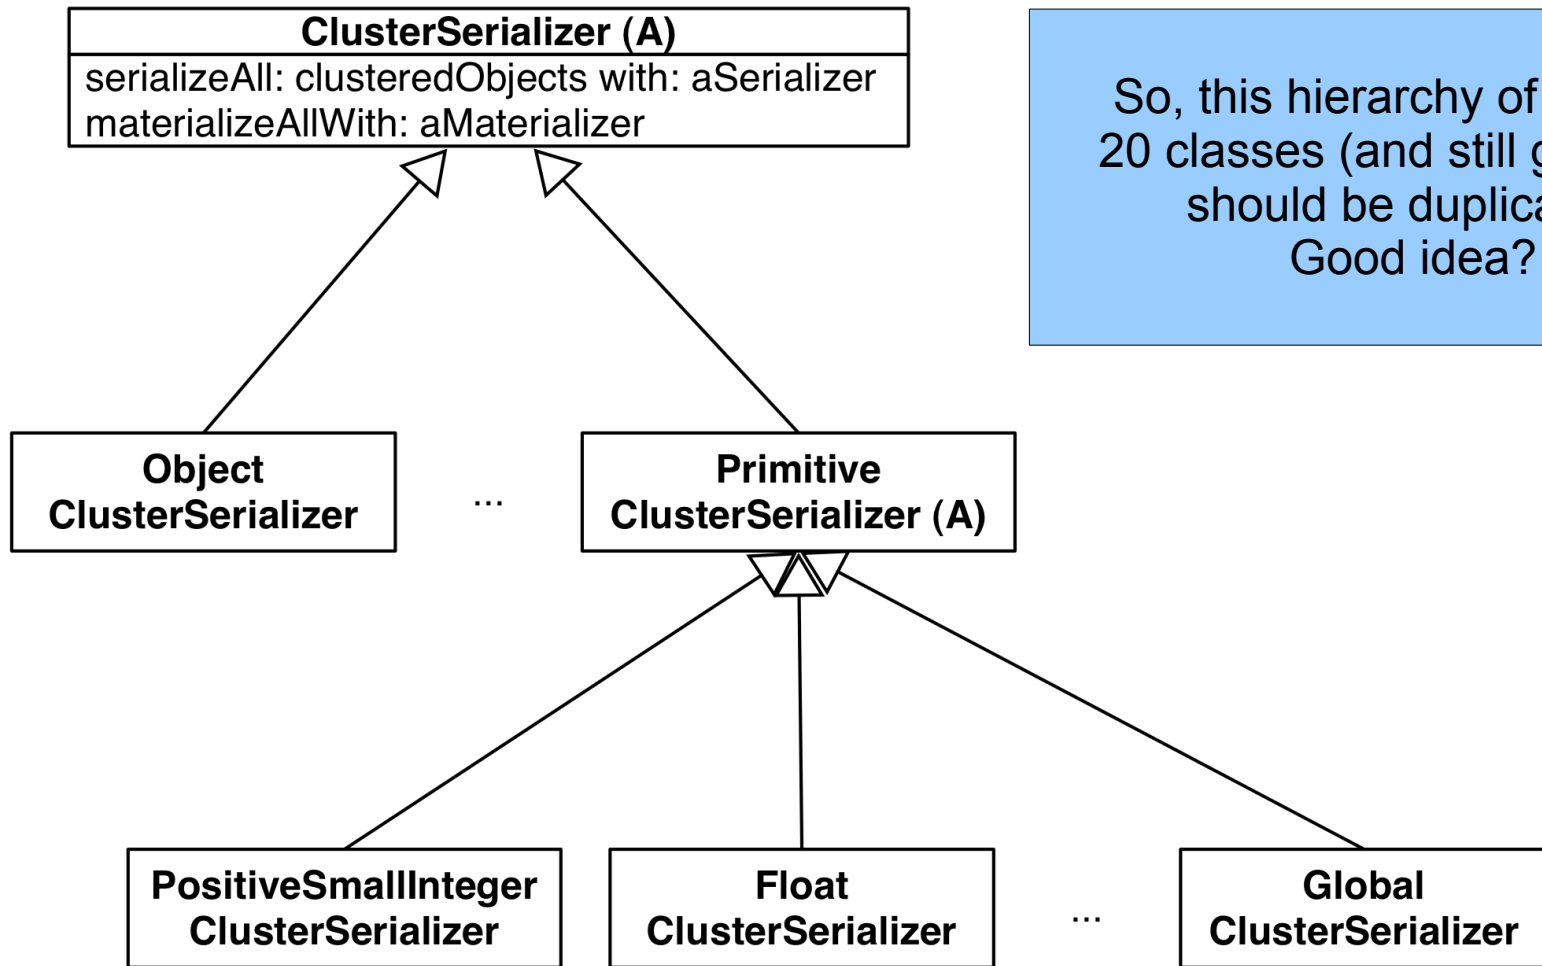 ClusterSerializer (A)
serializeAll: clusteredObjects with: aSerializer
materializeAllWith: aMaterializer
So, this hierarchy of
20 classes (and still
should be
Good idea?
Object
ClusterSerializer
...
Primitive
ClusterSerializer (A)
PositiveSmallInteger
ClusterSerializer
Float
ClusterSerializer
...
Global
ClusterSerializer